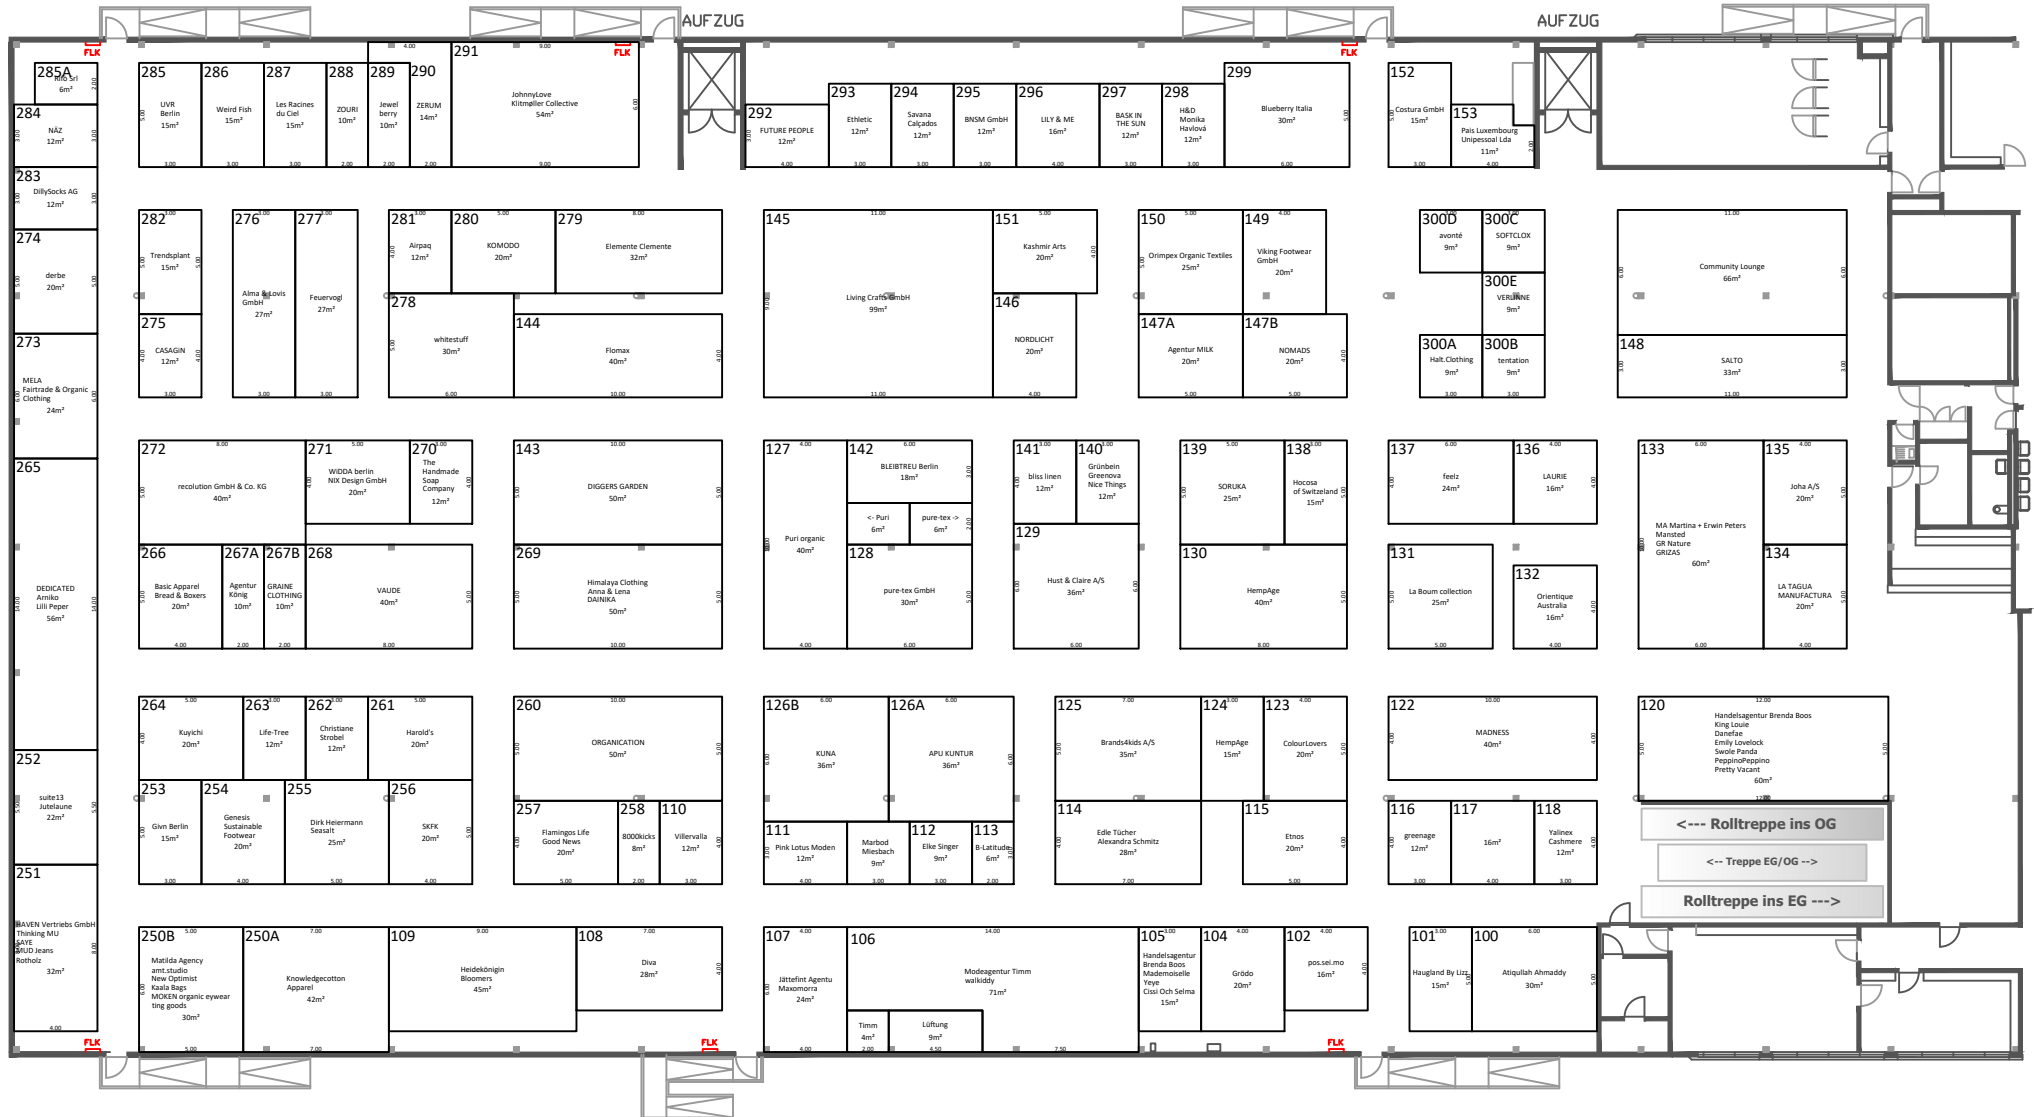 AUFZUG
AUFZUG
FLK
FLK
FLK
285A
Rifò Srl
6m²
285
UVR
Berlin
15m²
286
Weird Fish
15m²
287
Les Racines
du Ciel
15m²
288
ZOURI
10m²
289
Jewel
berry
10m²
290
ZERUM
14m²
291
JohnnyLove
Klitmøller Collective
54m²
292
FUTURE PEOPLE
12m²
293
Ethletic
12m²
294
Savana
Calçados
12m²
295
BNSM GmbH
12m²
296
LILY & ME
16m²
297
BASK IN
THE SUN
12m²
298
H&D
Monika
Havlová
12m²
299
Blueberry Italia
30m²
152
Costura GmbH
15m²
153
Pais Luxembourg
Unipessoal Lda
11m²
284
NÄZ
12m²
283
DillySocks AG
12m²
274
derbe
20m²
273
MELA
Fairtrade & Organic
Clothing
24m²
265
DEDICATED
Arniko
Lilli Peper
56m²
252
suite13
Jutelaune
22m²
251
HAVEN Vertriebs GmbH
Thinking MU
SAYE
MUD Jeans
Rotholz
32m²
282
Trendsplant
15m²
275
CASAGIN
12m²
276
Alma & Lovis
GmbH
27m²
277
Feuervogl
27m²
281
Airpaq
12m²
280
KOMODO
20m²
279
Elemente Clemente
32m²
278
whitestuff
30m²
144
Flomax
40m²
145
Living Crafts GmbH
99m²
151
Kashmir Arts
20m²
146
NORDLICHT
20m²
150
Orimpex Organic Textiles
25m²
149
Viking Footwear
GmbH
20m²
147A
Agentur MILK
20m²
147B
NOMADS
20m²
300D
avonté
9m²
300C
SOFTCLOX
9m²
300E
VERLINNE
9m²
300A
Halt.Clothing
9m²
300B
tentation
9m²
Community Lounge
66m²
148
SALTO
33m²
272
recolution GmbH & Co. KG
40m²
271
WiDDA berlin
NIX Design GmbH
20m²
270
The
Handmade
Soap
Company
12m²
266
Basic Apparel
Bread & Boxers
20m²
267A
Agentur
König
10m²
267B
GRAINE
CLOTHING
10m²
268
VAUDE
40m²
143
DIGGERS GARDEN
50m²
269
Himalaya Clothing
Anna & Lena
DAINIKA
50m²
127
Puri organic
40m²
142
BLEIBTREU Berlin
18m²
<- Puri
6m²
pure-tex ->
6m²
128
pure-tex GmbH
30m²
141
bliss linen
12m²
140
Grünbein
Greenova
Nice Things
12m²
129
Hust & Claire A/S
36m²
139
SORUKA
25m²
138
Hocosa
of Switzeland
15m²
130
HempAge
40m²
137
feelz
24m²
136
LAURIE
16m²
131
La Boum collection
25m²
132
Orientique
Australia
16m²
133
MA Martina + Erwin Peters
Mansted
GR Nature
GRIZAS
60m²
135
Joha A/S
20m²
134
LA TAGUA
MANUFACTURA
20m²
264
Kuyichi
20m²
263
Life-Tree
12m²
262
Christiane
Strobel
12m²
261
Harold's
20m²
253
Givn Berlin
15m²
254
Genesis
Sustainable
Footwear
20m²
255
Dirk Heiermann
Seasalt
25m²
256
SKFK
20m²
260
ORGANICATION
50m²
257
Flamingos Life
Good News
20m²
258
8000kicks
8m²
110
Villervalla
12m²
126B
KUNA
36m²
126A
APU KUNTUR
36m²
111
Pink Lotus Moden
12m²
Marbod
Miesbach
9m²
112
Elke Singer
9m²
113
B-Latitude
6m²
125
Brands4kids A/S
35m²
124
HempAge
15m²
123
ColourLovers
20m²
114
Edle Tücher
Alexandra Schmitz
28m²
115
Etnos
20m²
122
MADNESS
40m²
116
greenage
12m²
117
16m²
118
Yalinex
Cashmere
12m²
120
Handelsagentur Brenda Boos
King Louie
Danefae
Emily Lovelock
Swole Panda
PeppinoPeppino
Pretty Vacant
60m²
<--- Rolltreppe ins OG
<-- Treppe EG/OG -->
Rolltreppe ins EG --->
250B
Matilda Agency
amt.studio
New Optimist
Kaala Bags
MOKEN organic eywear
ting goods
30m²
250A
Knowledgecotton
Apparel
42m²
109
Heidekönigin
Bloomers
45m²
108
Diva
28m²
107
Jättefint Agentu
Maxomorra
24m²
106
Modeagentur Timm
walkiddy
71m²
Timm
4m²
Lüftung
9m²
105
Handelsagentur
Brenda Boos
Mademoiselle
Yeye
Cissi Och Selma
15m²
104
Grödo
20m²
102
pos.sei.mo
16m²
101
Haugland By Lizz
15m²
100
Atiqullah Ahmaddy
30m²
FLK
FLK
FLK